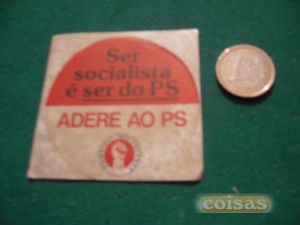 Ser
socialista
é ser do PS
ADERE AO PS
coisas